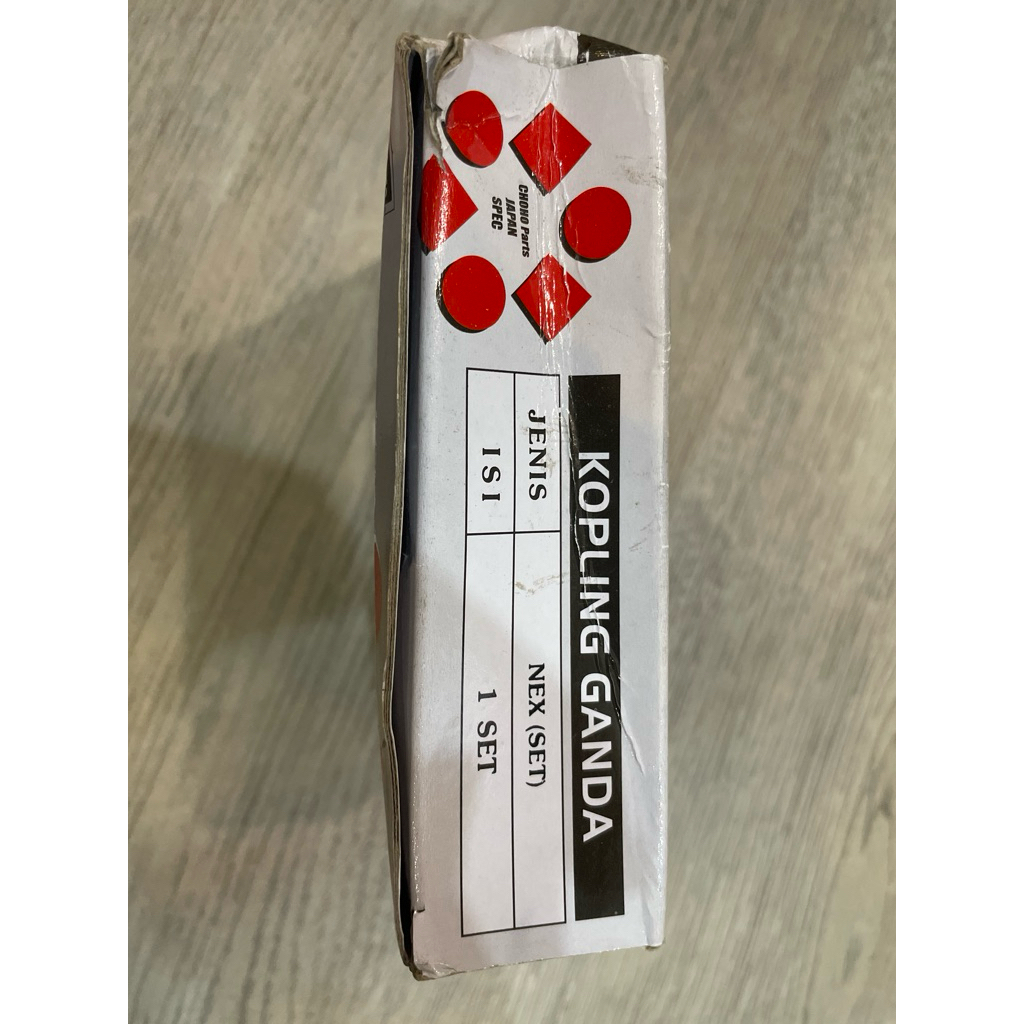 CHOHO Parts
JAPAN
SPEC
KOPLING GANDA
JENIS NEX (SET)
ISI 1 SET